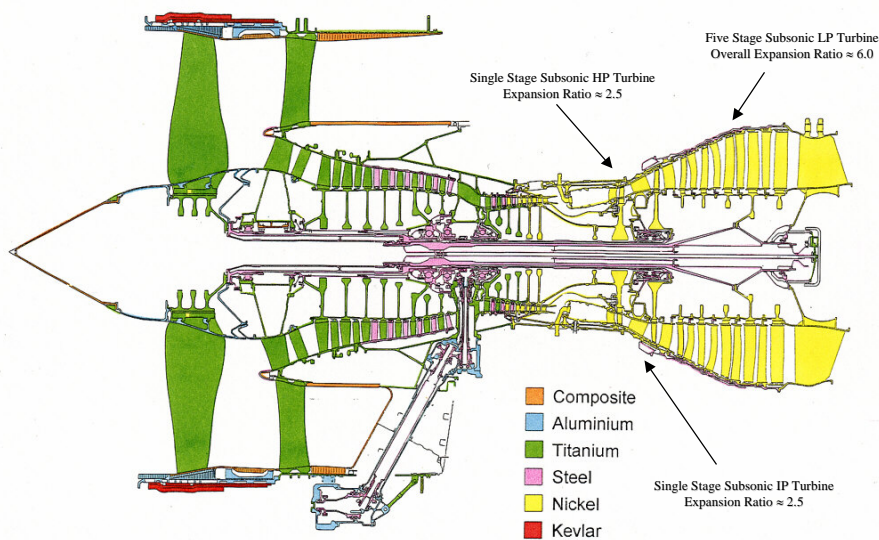 Five Stage Subsonic LP Turbine
Overall Expansion Ratio ≈ 6.0
Single Stage Subsonic HP Turbine
Expansion Ratio ≈ 2.5
Composite
Aluminium
Titanium
Steel
Nickel
Kevlar
Single Stage Subsonic IP Turbine
Expansion Ratio ≈ 2.5